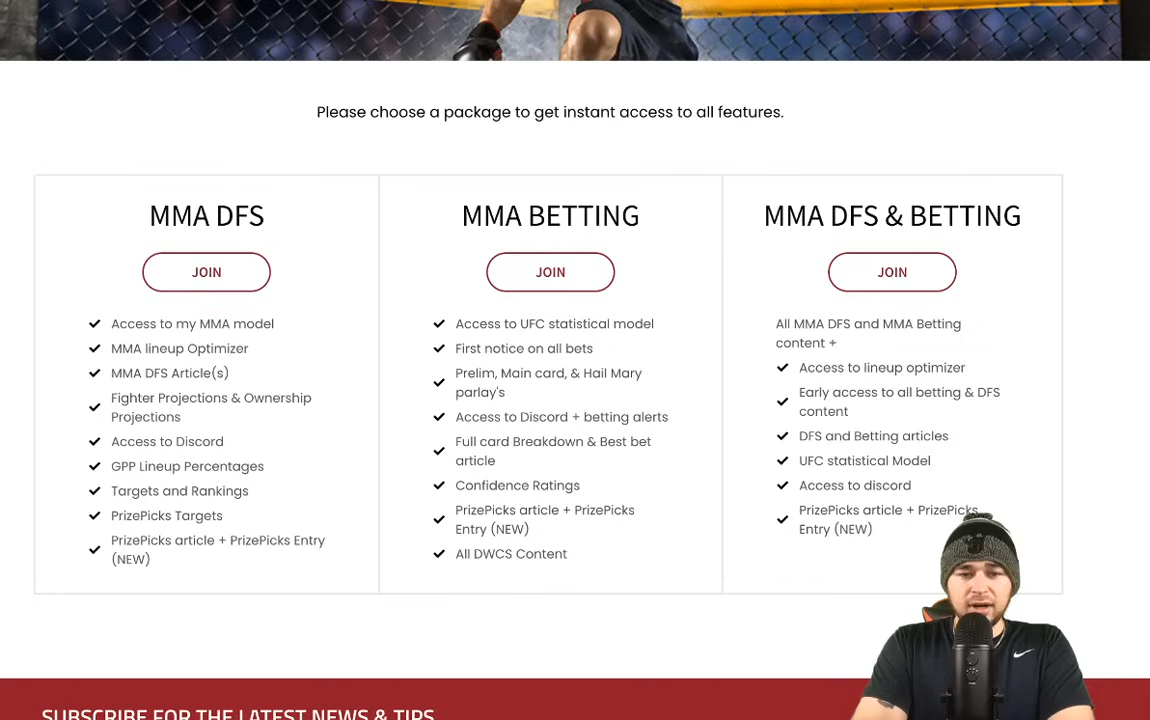 Please choose a package to get instant access to all features.
MMA DFS
JOIN
Access to my MMA model
MMA lineup Optimizer
MMA DFS Article(s)
Fighter Projections & Ownership
Projections
Access to Discord
GPP Lineup Percentages
Targets and Rankings
PrizePicks Targets
PrizePicks article + PrizePicks Entry
(NEW)
MMA BETTING
JOIN
Access to UFC statistical model
First notice on all bets
Prelim, Main card, & Hail Mary
parlay's
Access to Discord + betting alerts
Full card Breakdown & Best bet
article
Confidence Ratings
PrizePicks article + PrizePicks
Entry (NEW)
All DWCS Content
MMA DFS & BETTING
JOIN
All MMA DFS and MMA Betting
content +
Access to lineup optimizer
Early access to all betting & DFS
content
DFS and Betting articles
UFC statistical Model
Access to discord
PrizePicks article + PrizePicks
Entry (NEW)
SUBSCRIBE FOR THE LATEST NEWS & TIPS